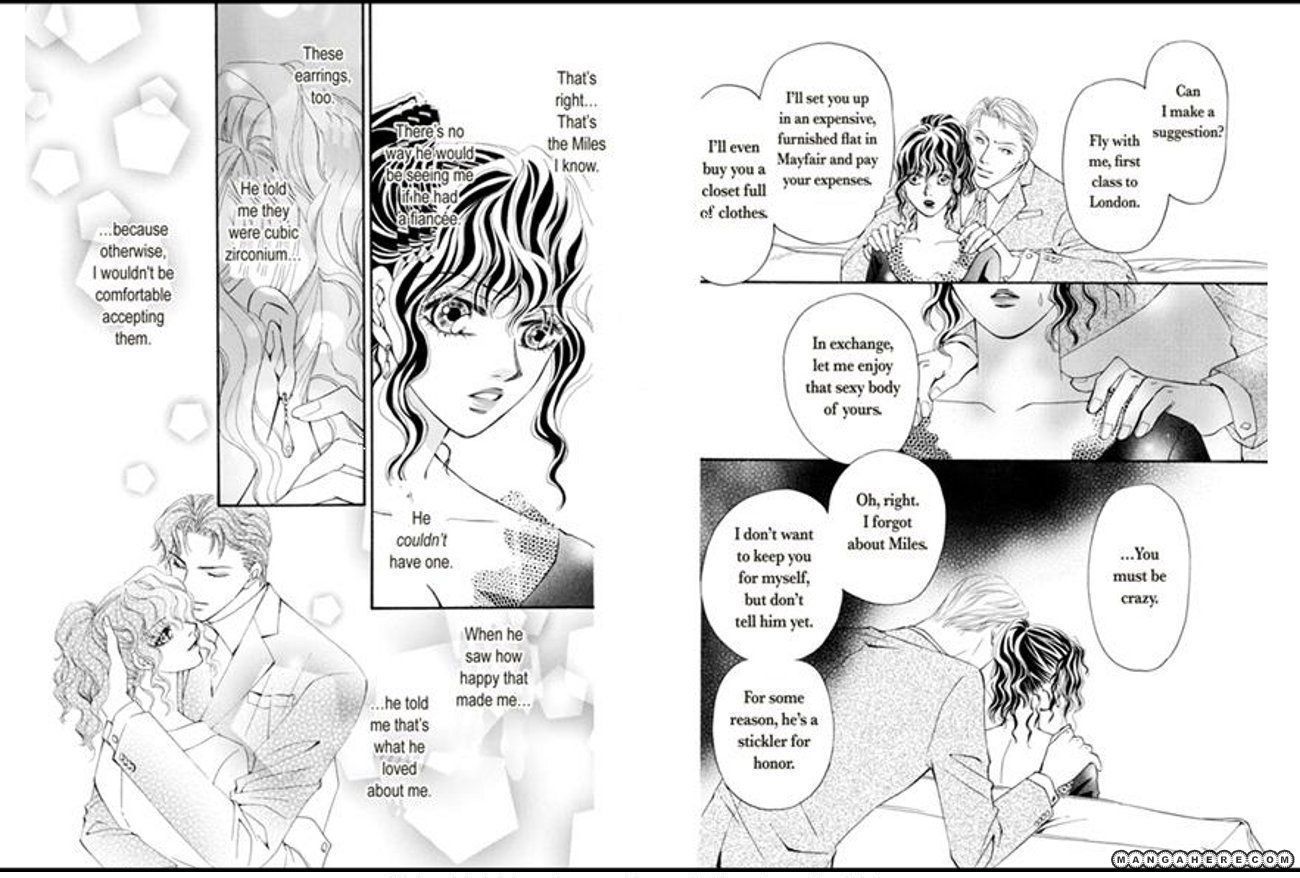 Can
I make a
suggestion?
Fly with
me, first
class to
London.
I'll set you up
in an expensive,
furnished flat in
Mayfair and pay
your expenses.
I'll even
buy you a
closet full
of clothes.
In exchange,
let me enjoy
that sexy body
of yours.
...You
must be
crazy.
Oh, right.
I forgot
about Miles.
I don't want
to keep you
for myself,
but don't
tell him yet.
For some
reason, he's a
stickler for
honor.
That's
right...
That's
the Miles
I know.
There's no
way he would
be seeing me
if he had
a fiancée.
He
couldn't
have one.
These
earrings,
too.
He told
me they
were cubic
zirconium...
...because
otherwise,
I wouldn't be
comfortable
accepting
them.
When he
saw how
happy that
made me...
...he told
me that's
what he
loved
about me.
MANGAHERE.COM